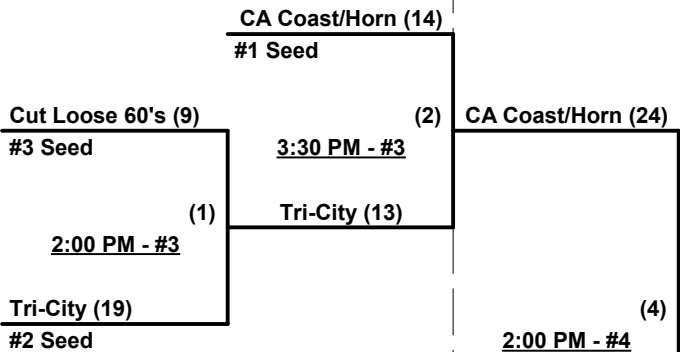 CA Coast/Horn (14)
#1 Seed
Cut Loose 60's (9)
#3 Seed
(2)
3:30 PM - #3
CA Coast/Horn (24)
(1)
2:00 PM - #3
Tri-City (13)
Tri-City (19)
#2 Seed
(4)
2:00 PM - #4